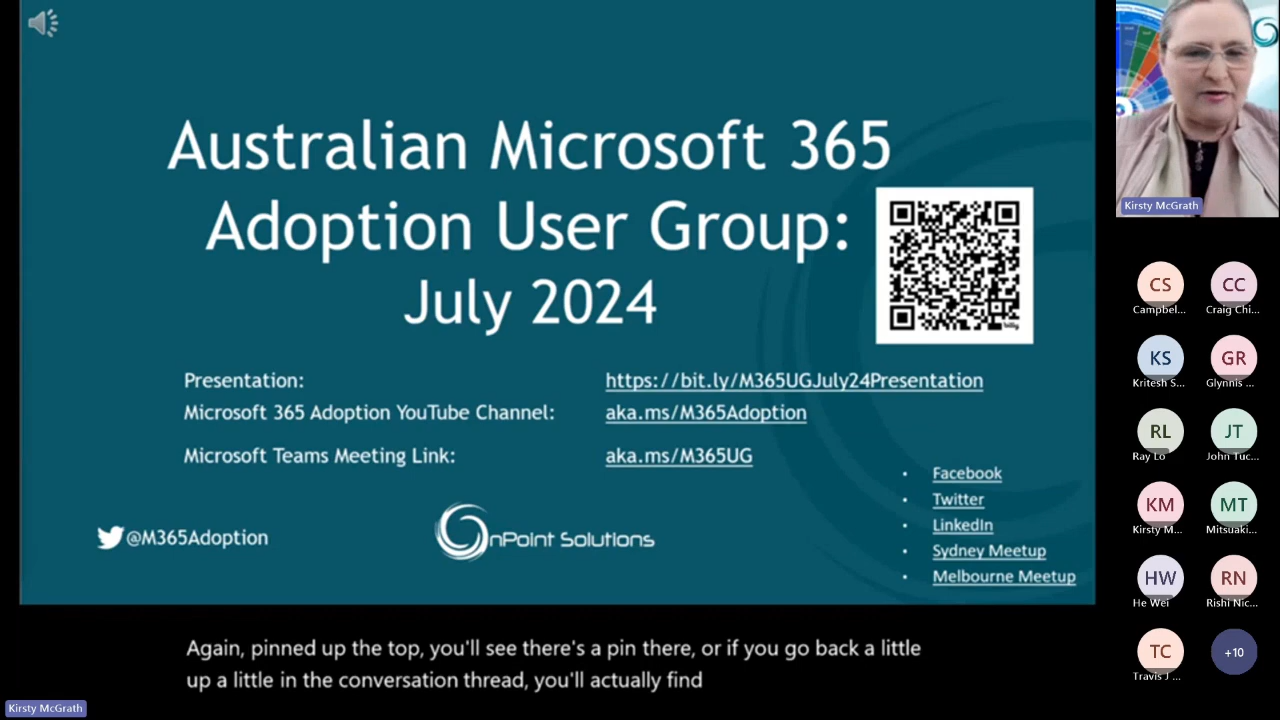 Australian Microsoft 365
Adoption User Group:
July 2024
Presentation: https://bit.ly/M365UGJuly24Presentation
Microsoft 365 Adoption YouTube Channel: aka.ms/M365Adoption
Microsoft Teams Meeting Link: aka.ms/M365UG
• Facebook
• Twitter
• LinkedIn
• Sydney Meetup
• Melbourne Meetup
@M365Adoption
OnPoint Solutions
Again, pinned up the top, you'll see there's a pin there, or if you go back a little
up a little in the conversation thread, you'll actually find
Kirsty McGrath
Kirsty McGrath
CS CC
Campbel... Craig Chi...
KS GR
Kritesh S... Glynnis ...
RL JT
Ray Lo John Tuc...
KM MT
Kirsty M... Mitsuaki...
HW RN
He Wei Rishi Nic...
TC +10
Travis J ...